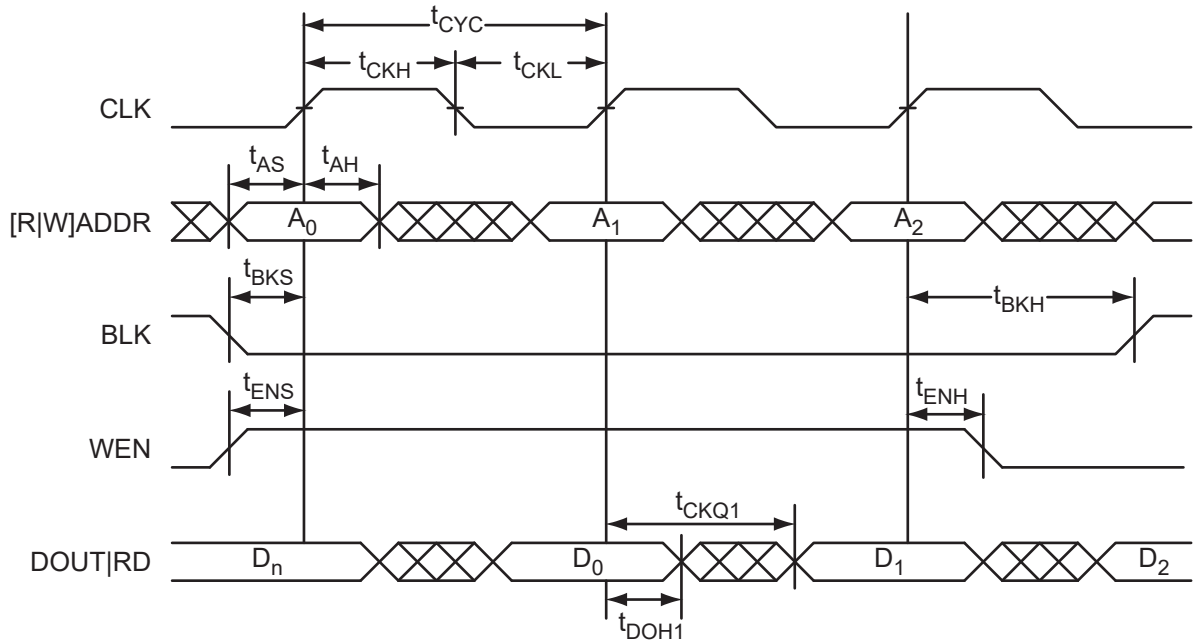 tCYC
tCKH tCKL
CLK
tAS tAH
[R|W]ADDR A0 A1 A2
tBKS tBKH
BLK
tENS tENH
WEN
tCKQ1
DOUT|RD Dn D0 D1 D2
tDOH1